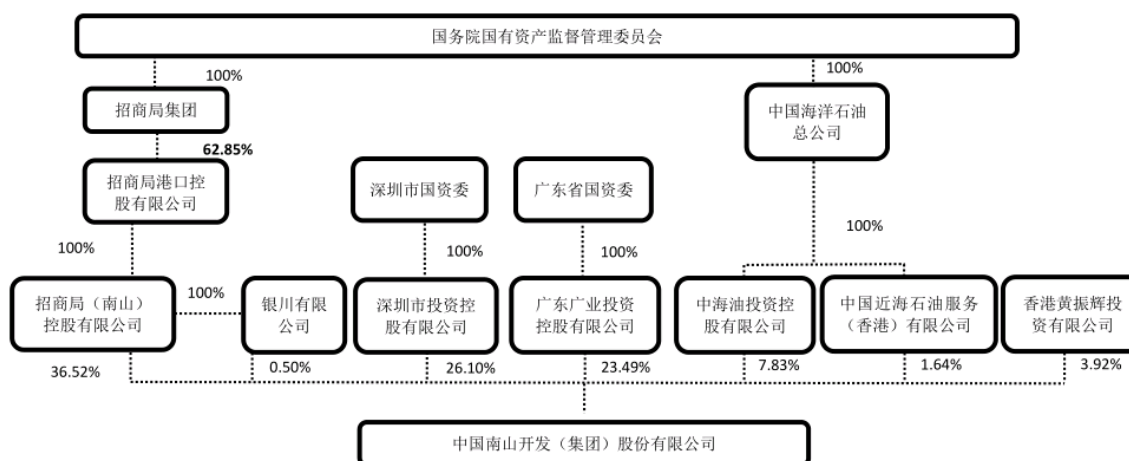 国务院国有资产监督管理委员会
100%
100%
招商局集团
中国海洋石油
总公司
62.85%
招商局港口控
股有限公司
深圳市国资委
广东省国资委
100%
100%
100%
100%
招商局（南山）
控股有限公司
100%
银川有限
公司
深圳市投资控
股有限公司
广东广业投资
控股有限公司
中海油投资控
股有限公司
中国近海石油服务
（香港）有限公司
香港黄振辉投
资有限公司
36.52%
0.50%
26.10%
23.49%
7.83%
1.64%
3.92%
中国南山开发（集团）股份有限公司